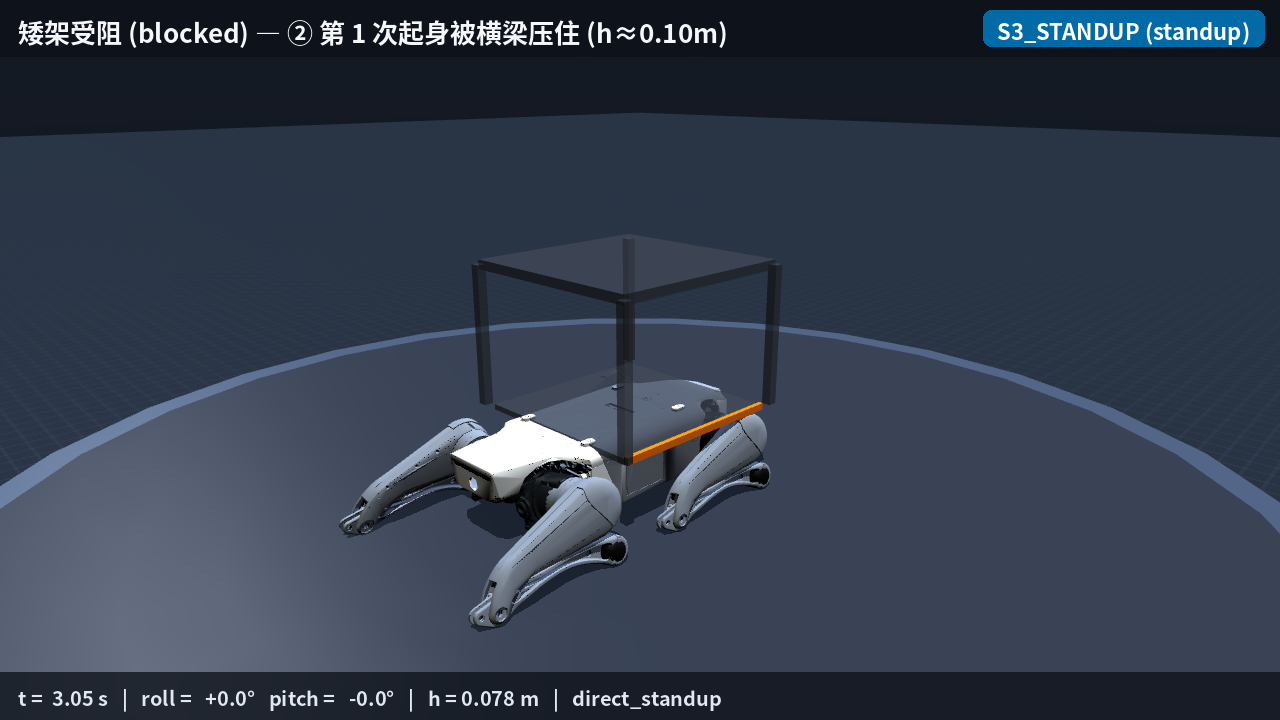 矮架受阻 (blocked) — ② 第 1 次起身被横梁压住 (h≈0.10m)
S3_STANDUP (standup)
t = 3.05 s | roll = +0.0° pitch = -0.0° | h = 0.078 m | direct_standup